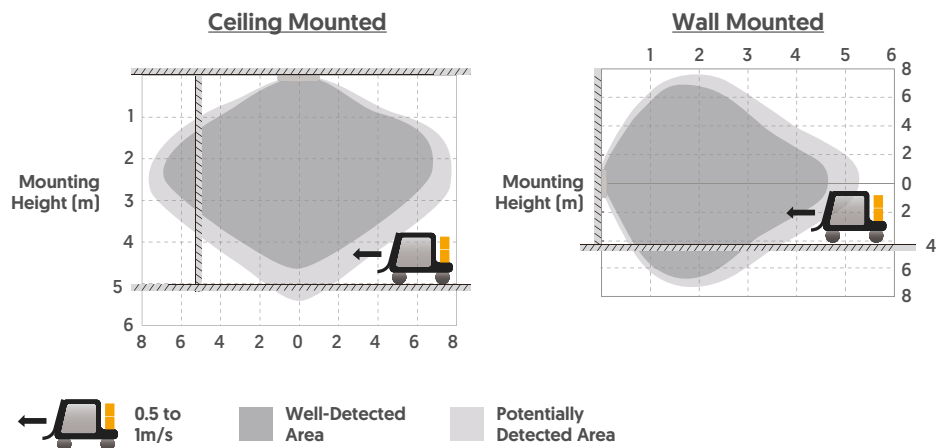 Ceiling Mounted
1
2
3
4
5
6
Mounting
Height (m)
8 6 4 2 0 2 4 6 8
Wall Mounted
1 2 3 4 5 6
8
6
4
2
0
2
4
6
8
Mounting
Height (m)
0.5 to
1m/s
Well-Detected
Area
Potentially
Detected Area